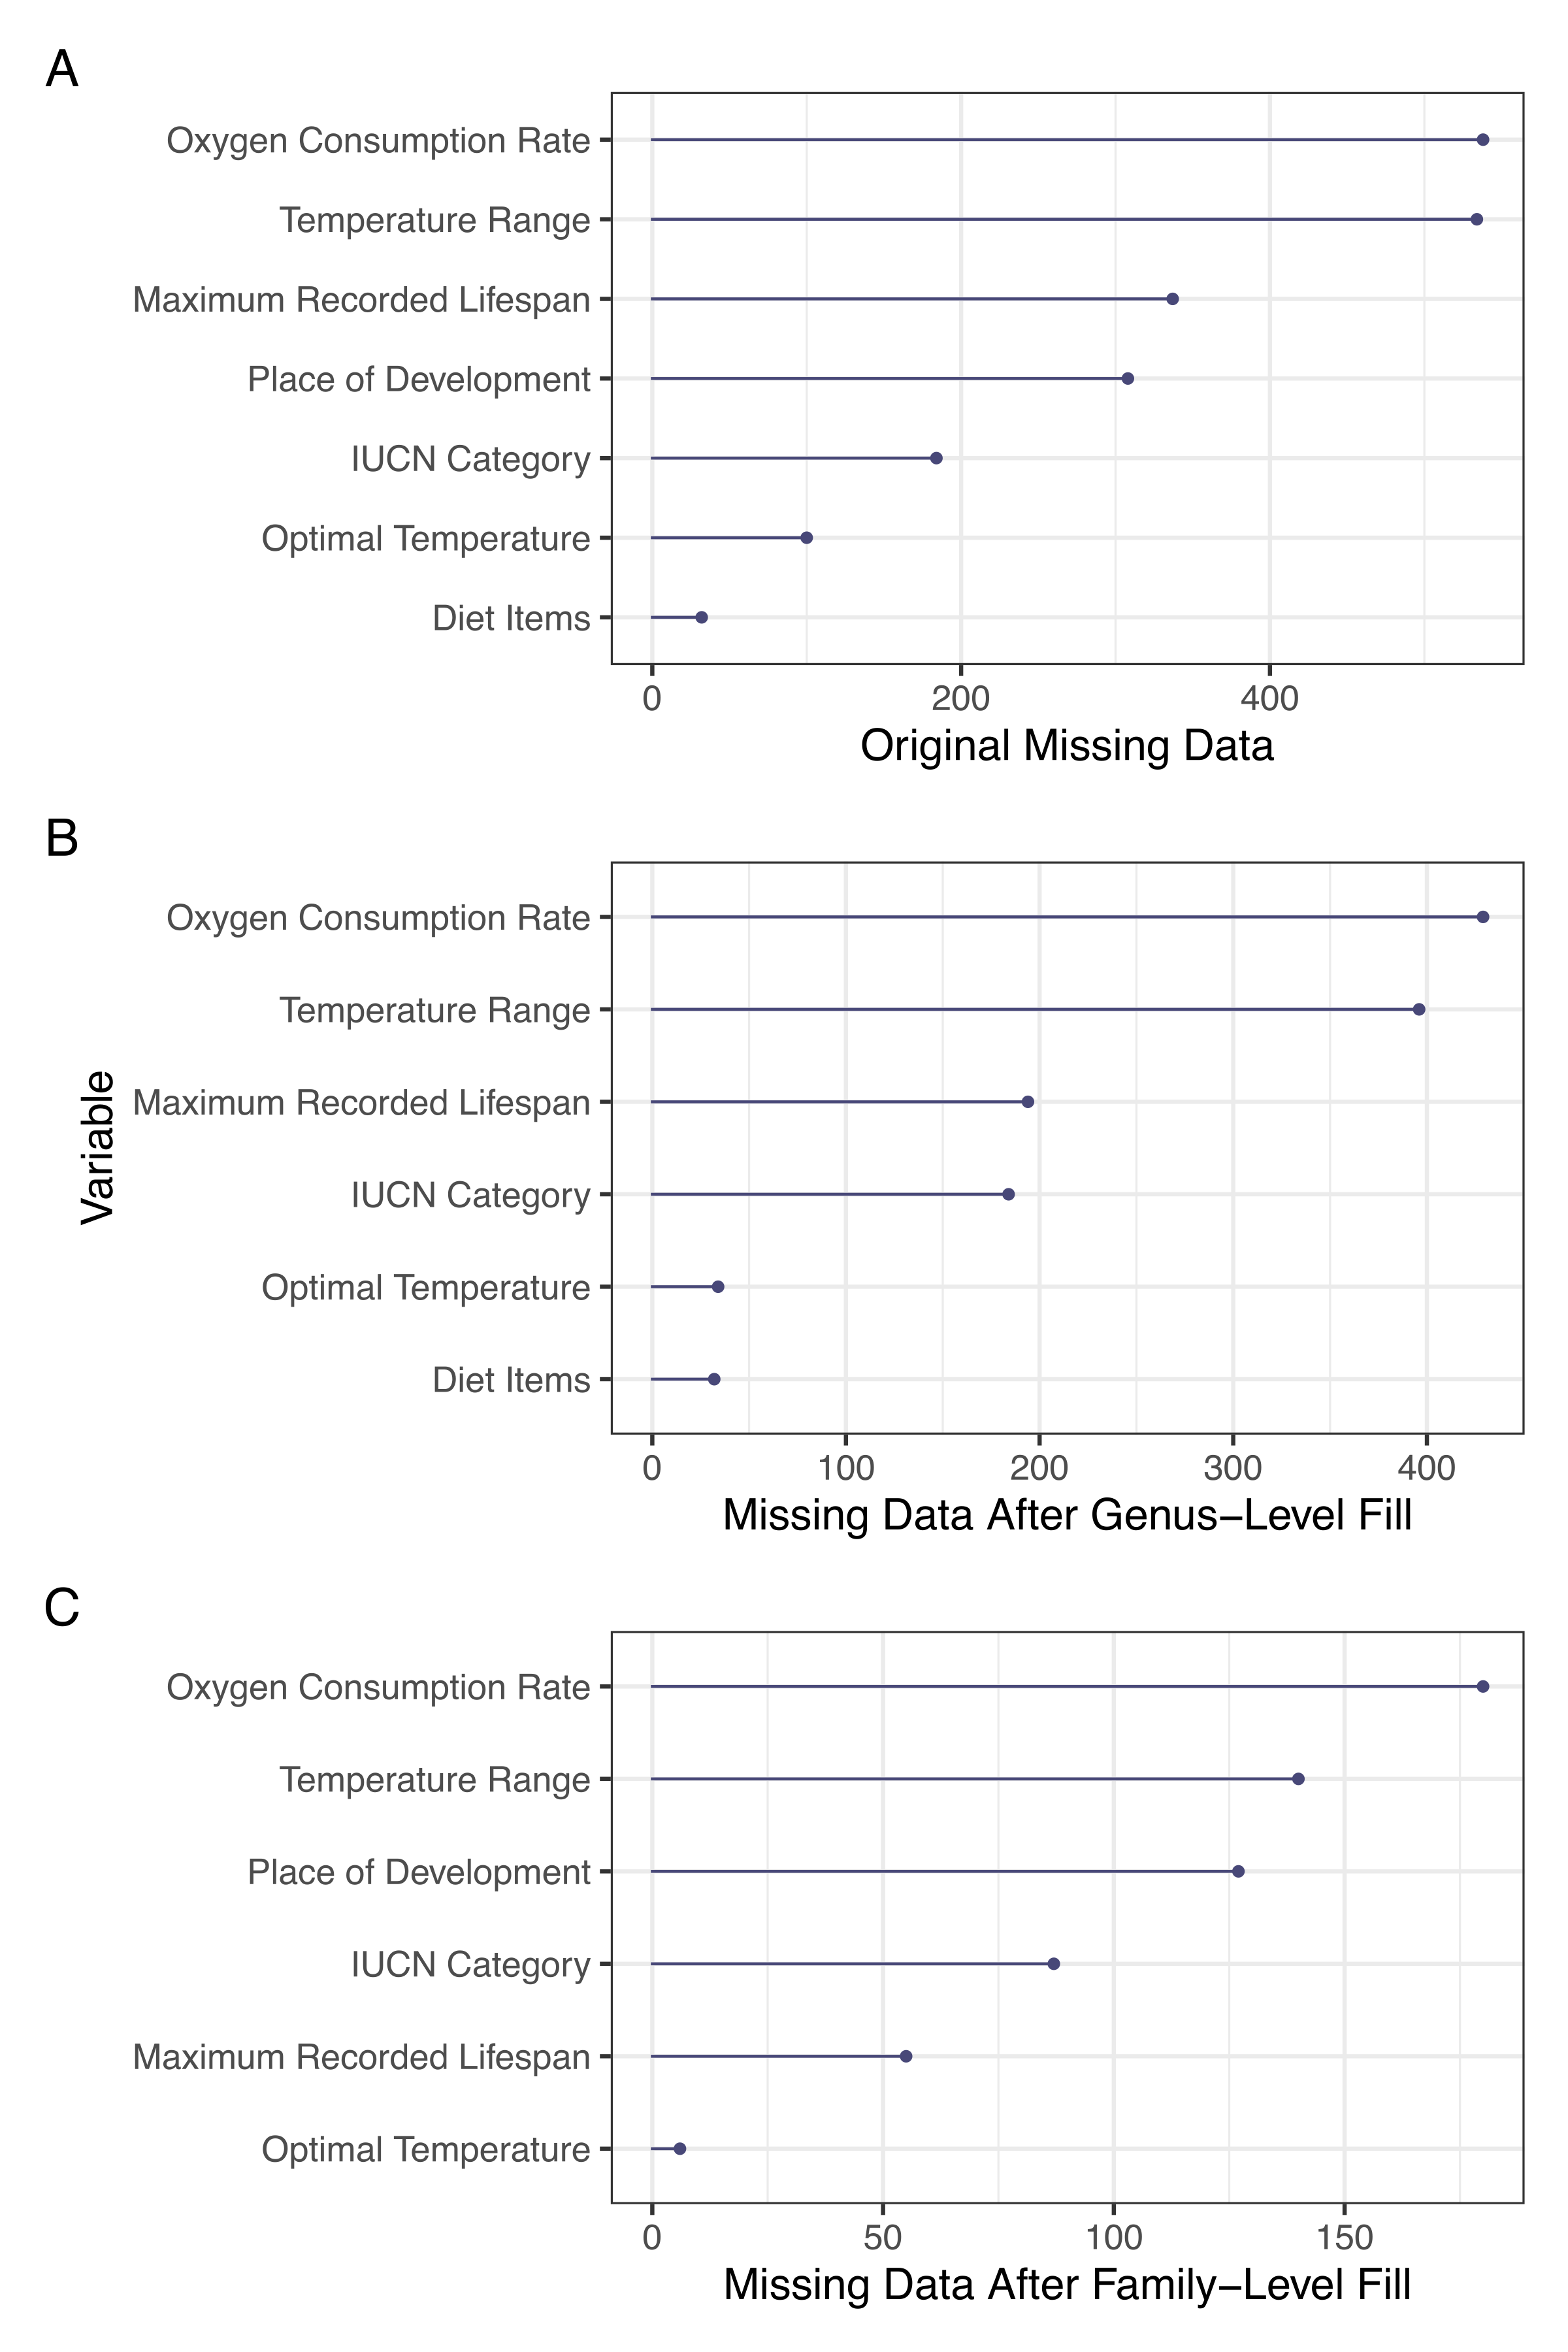 A
Oxygen Consumption Rate
Temperature Range
Maximum Recorded Lifespan
Place of Development
IUCN Category
Optimal Temperature
Diet Items
0 200 400
Original Missing Data
B
Variable
Oxygen Consumption Rate
Temperature Range
Maximum Recorded Lifespan
IUCN Category
Optimal Temperature
Diet Items
0 100 200 300 400
Missing Data After Genus−Level Fill
C
Oxygen Consumption Rate
Temperature Range
Place of Development
IUCN Category
Maximum Recorded Lifespan
Optimal Temperature
0 50 100 150
Missing Data After Family−Level Fill